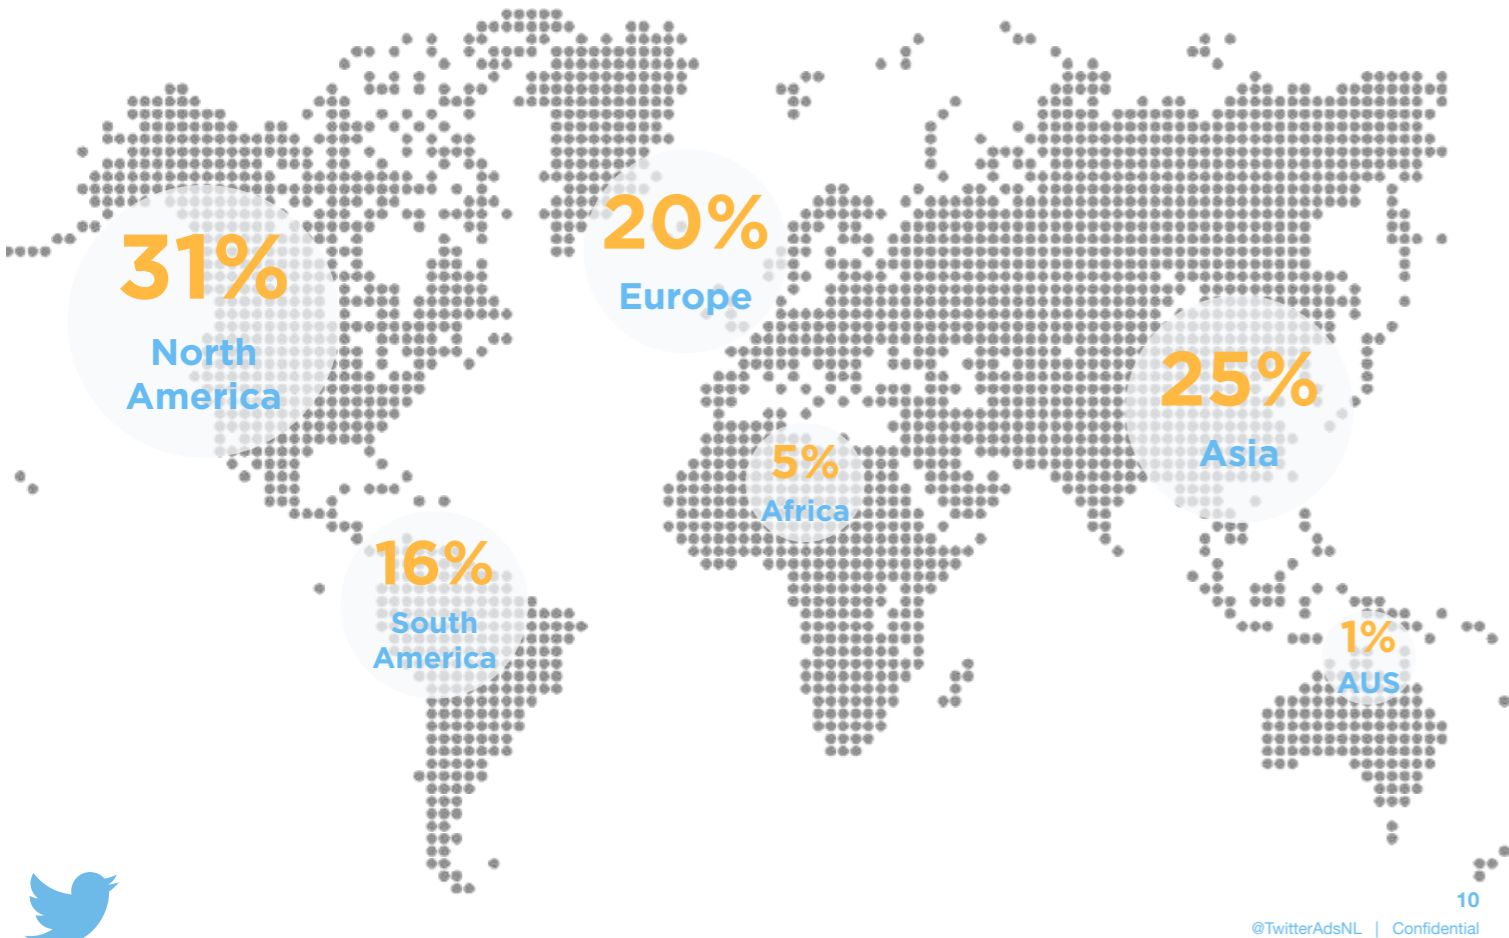 31%
North
America
20%
Europe
25%
Asia
5%
Africa
16%
South
America
1%
AUS
10
@TwitterAdsNL | Confidential